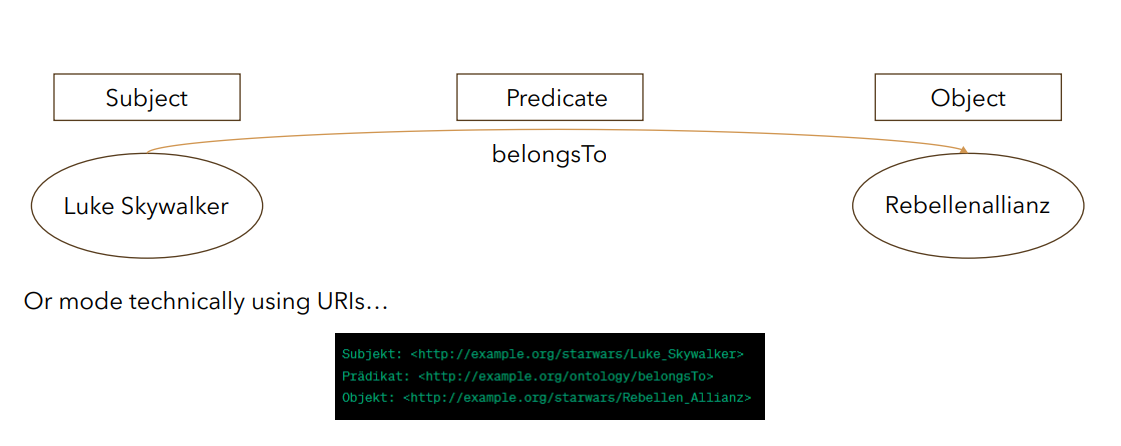 Subject
Predicate
Object
belongsTo
Luke Skywalker
Rebellenallianz
Or mode technically using URIs…
Subjekt: <http://example.org/starwars/Luke_Skywalker>
Prädikat: <http://example.org/ontology/belongsTo>
Objekt: <http://example.org/starwars/Rebellen_Allianz>